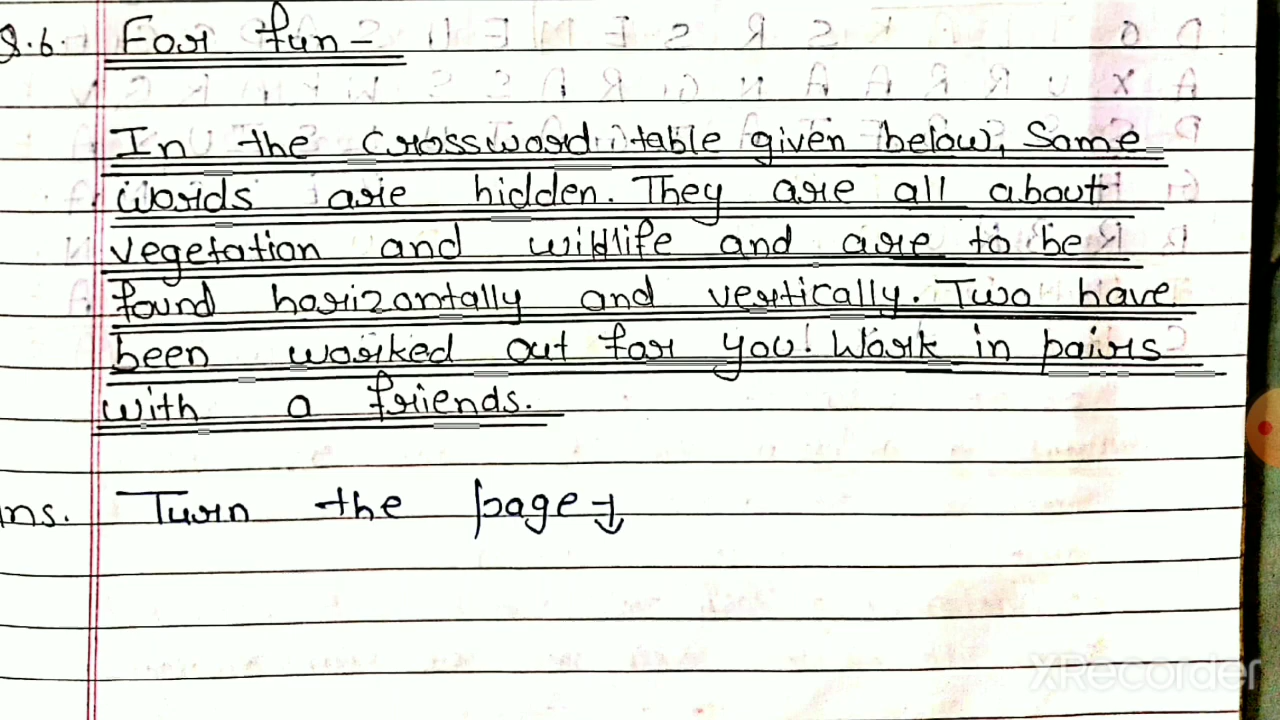 Q.6. For fun -
In the crossword table given below, Some
words are hidden. They are all about
vegetation and wildlife and are to be
found horizontally and vertically. Two have
been worked out for you. Work in pairs
with a friends.
Ans. Turn the page
XRecorder